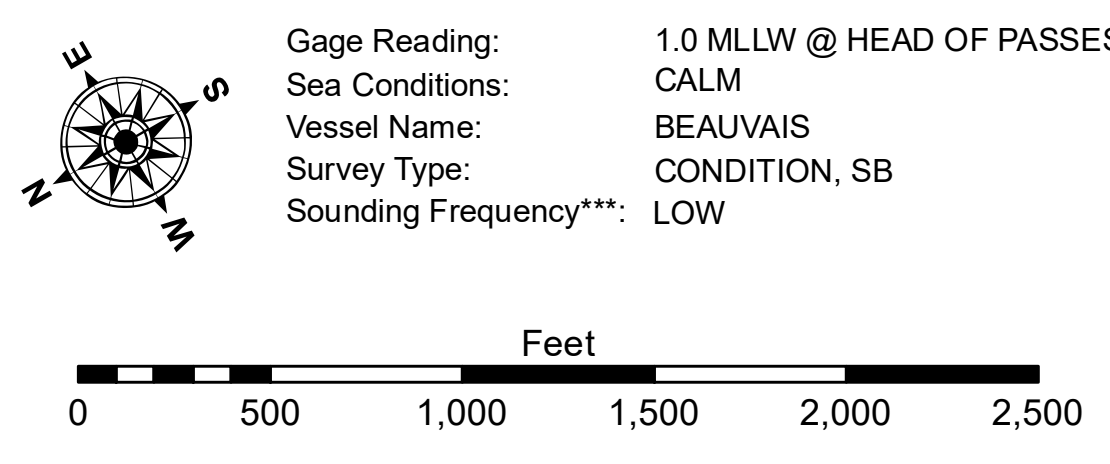 E
S
N
W
Gage Reading: 1.0 MLLW @ HEAD OF PASSES
Sea Conditions: CALM
Vessel Name: BEAUVAIS
Survey Type: CONDITION, SB
Sounding Frequency***: LOW
Feet
0 500 1,000 1,500 2,000 2,500